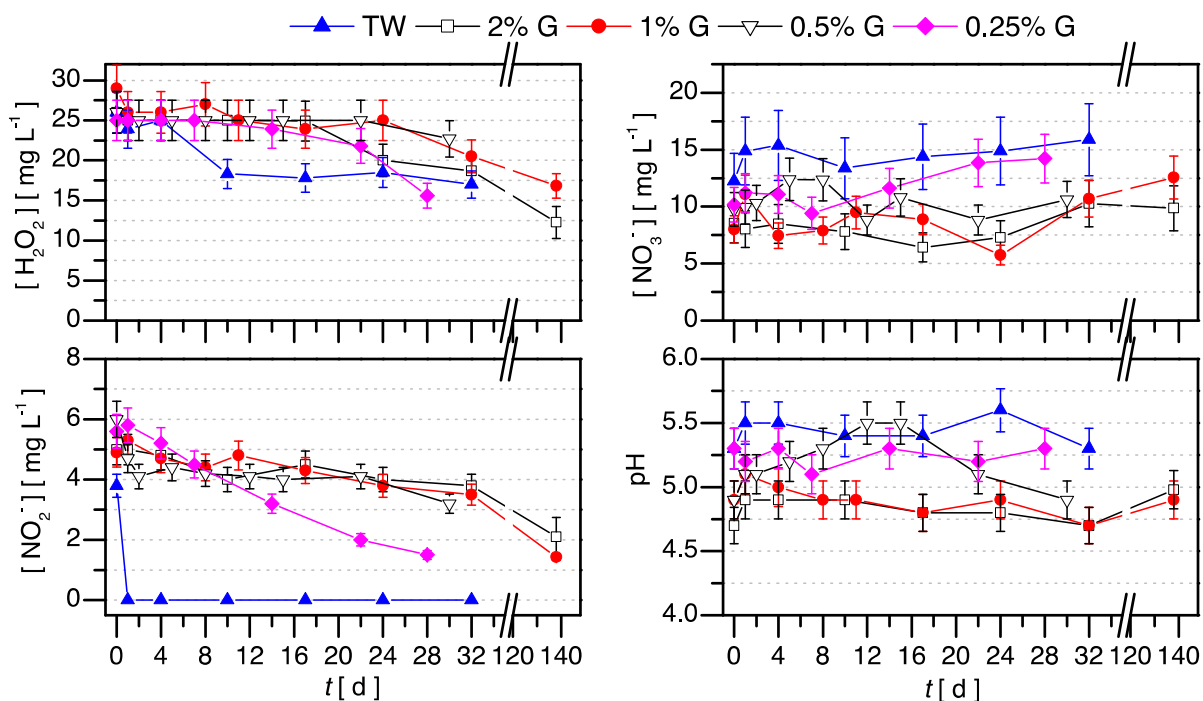 TW 2% G 1% G 0.5% G 0.25% G
[ H₂O₂ ] [ mg L⁻¹ ]
30
25
20
15
10
5
0
[ NO₃⁻ ] [ mg L⁻¹ ]
20
15
10
5
0
[ NO₂⁻ ] [ mg L⁻¹ ]
8
6
4
2
0
0 4 8 12 16 20 24 28 32 120 140
t [ d ]
pH
6.0
5.5
5.0
4.5
4.0
0 4 8 12 16 20 24 28 32 120 140
t [ d ]